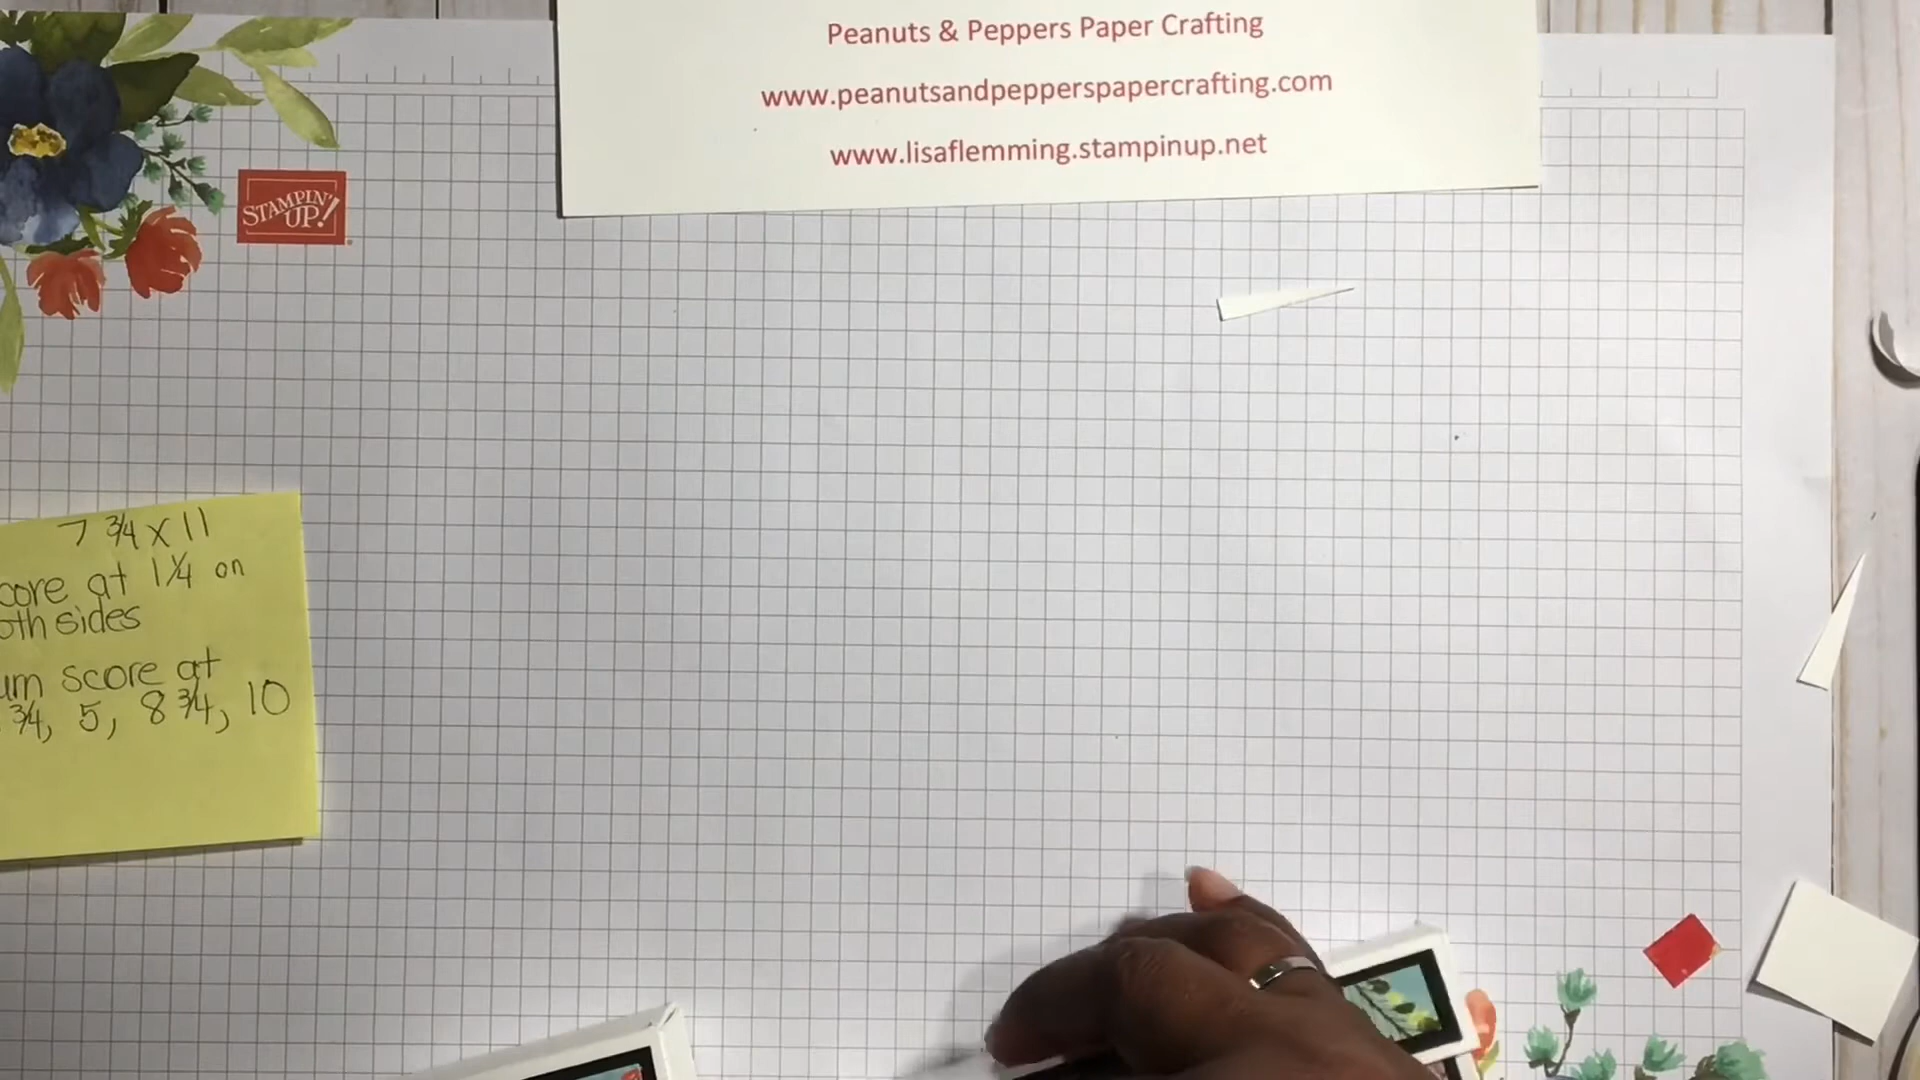 Peanuts & Peppers Paper Crafting
www.peanutsandpepperspapercrafting.com
www.lisaflemming.stampinup.net
STAMPIN'
UP!
7 3/4 x 11
core at 1 1/4 on
oth sides
urn score at
3/4, 5, 8 3/4, 10